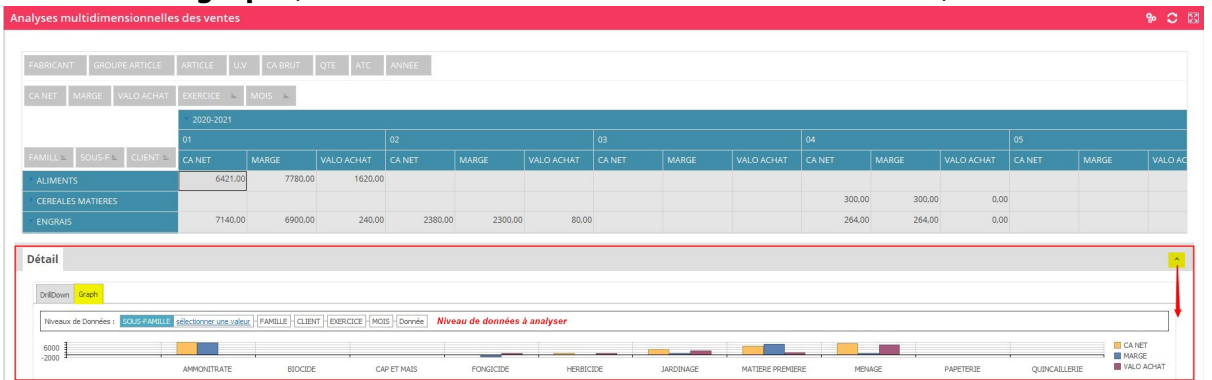 Analyses multidimensionnelles des ventes
FABRICANT GROUPE ARTICLE ARTICLE U.V CA BRUT QTE ATC ANNEE
CA NET MARGE VALO ACHAT EXERCICE MOIS
2020-2021
01 02 03 04 05
FAMILL SOUS-F CLIENT CA NET MARGE VALO ACHAT CA NET MARGE VALO ACHAT CA NET MARGE VALO ACHAT CA NET MARGE VALO ACHAT CA NET MARGE VALO AC
ALIMENTS 6421,00 7780,00 1620,00
CEREALES MATIERES 300,00 300,00 0,00
ENGRAIS 7140,00 6900,00 240,00 2380,00 2300,00 80,00 264,00 264,00 0,00
Détail
DrillDown Graph
Niveaux de Données : SOUS-FAMILLE sélectionner une valeur FAMILLE CLIENT EXERCICE MOIS Donnée Niveau de données à analyser
6000
-2000
CA NET
MARGE
VALO ACHAT
AMMONITRATE BIOCIDE CAP ET MAIS FONGICIDE HERBICIDE JARDINAGE MATIERE PREMIERE MENAGE PAPETERIE QUINCAILLERIE